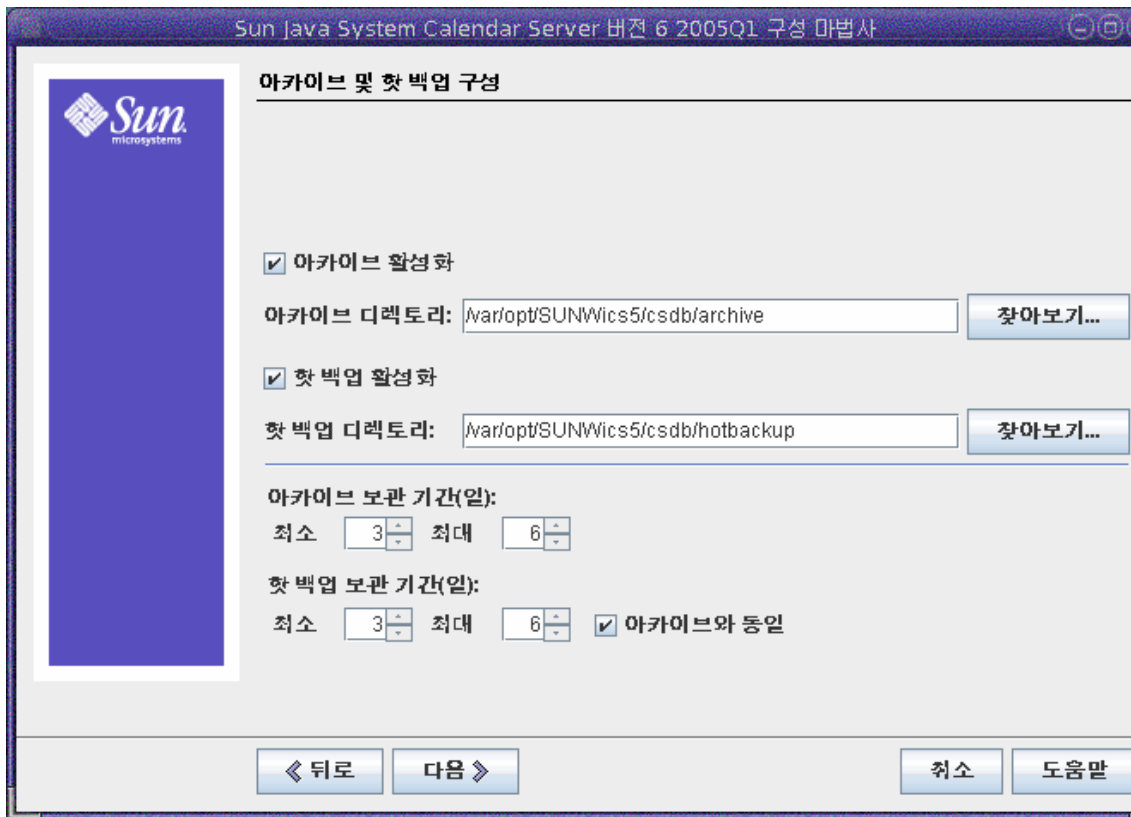 Sun Java System Calendar Server 버전 6 2005Q1 구성 마법사
Sun
microsystems
아카이브 및 핫 백업 구성
아카이브 활성화
아카이브 디렉토리: /var/opt/SUNWics5/csdb/archive 찾아보기...
핫 백업 활성화
핫 백업 디렉토리: /var/opt/SUNWics5/csdb/hotbackup 찾아보기...
아카이브 보관 기간(일):
최소 3 최대 6
핫 백업 보관 기간(일):
최소 3 최대 6 아카이브와 동일
뒤로 다음 취소 도움말